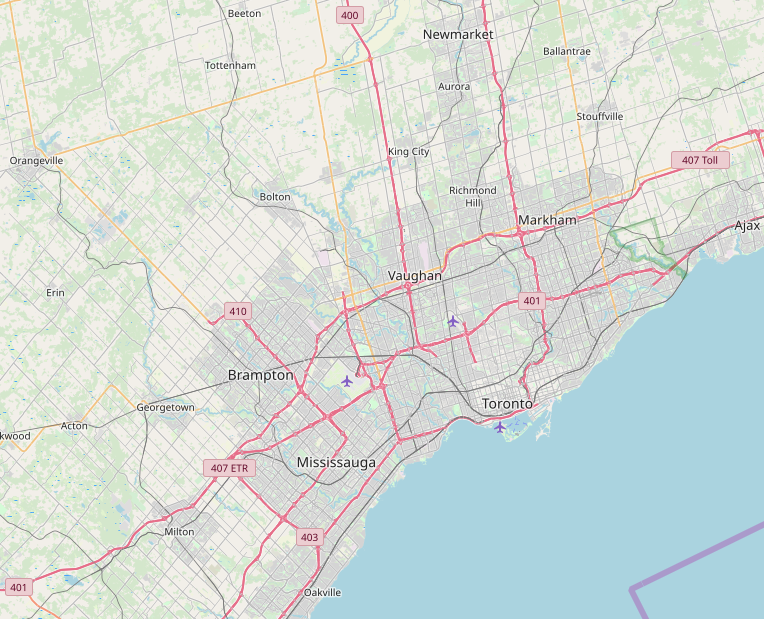 Beeton
400
Newmarket
Ballantrae
Tottenham
Aurora
Stouffville
King City
Orangeville
407 Toll
Bolton
Richmond
Hill
Markham
Ajax
Vaughan
Erin
401
410
Brampton
Georgetown
Toronto
Acton
kwood
Mississauga
407 ETR
Milton
403
401
Oakville